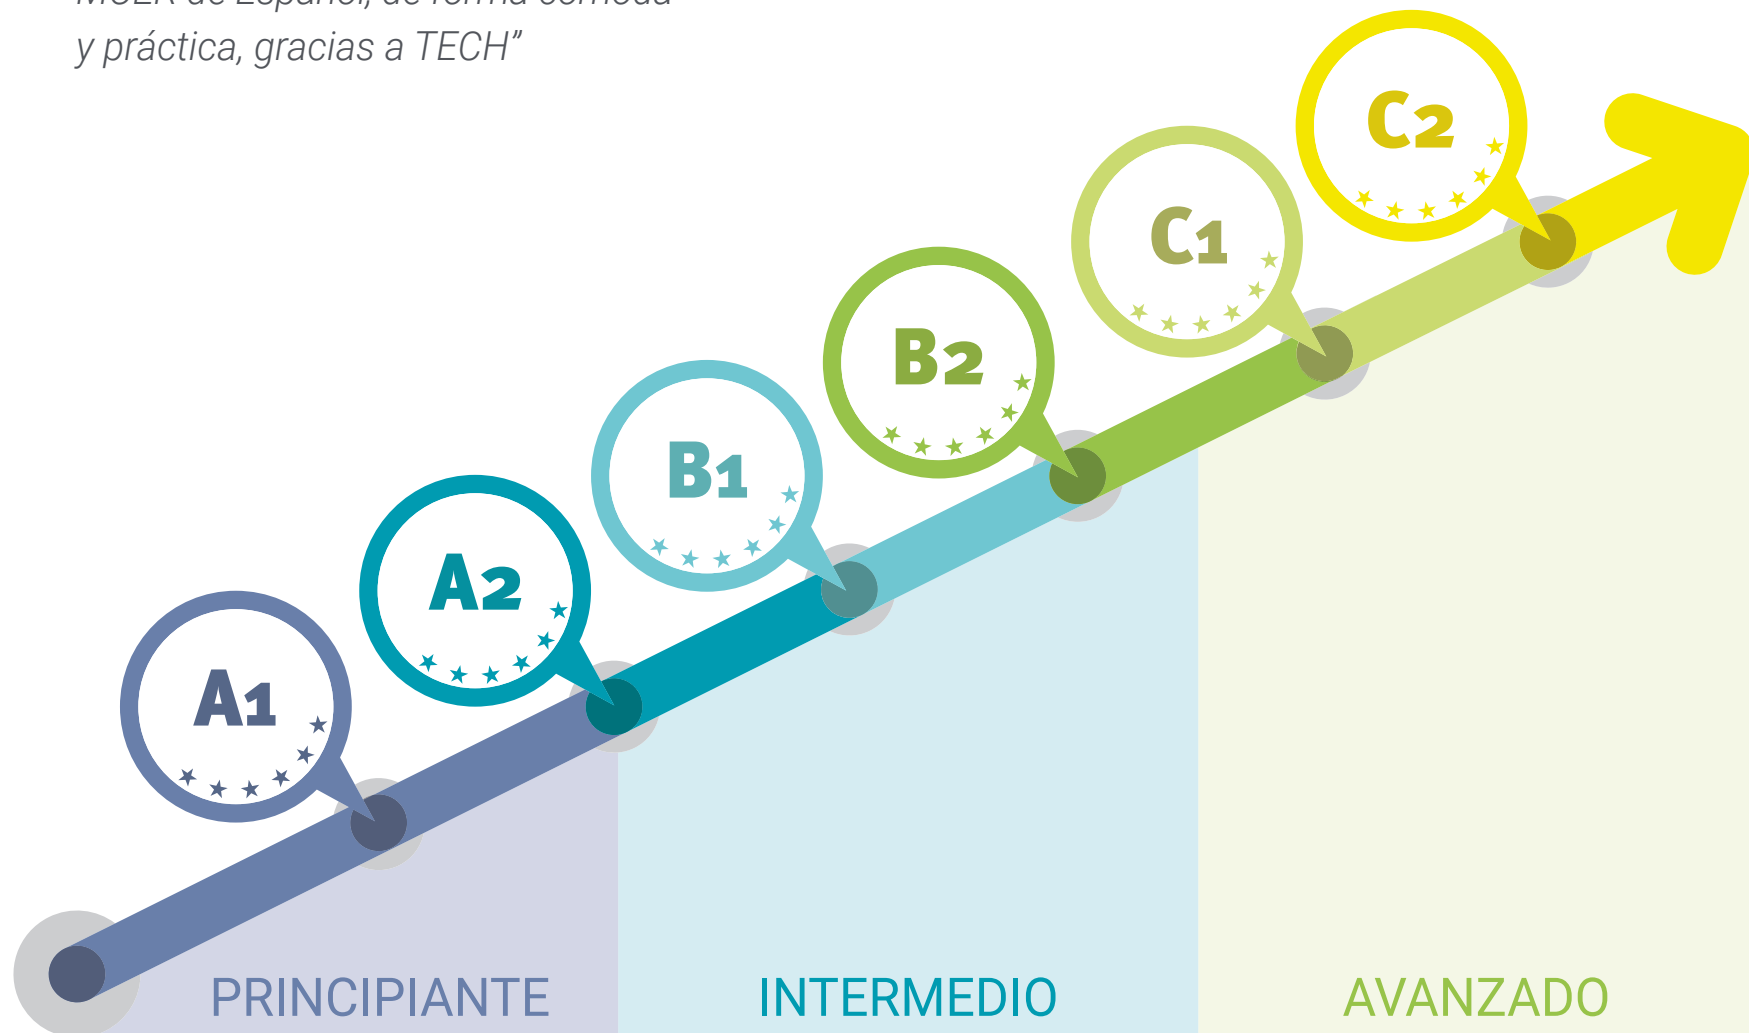 y práctica, gracias a TECH”
C2
C1
B2
B1
A2
A1
PRINCIPIANTE INTERMEDIO AVANZADO